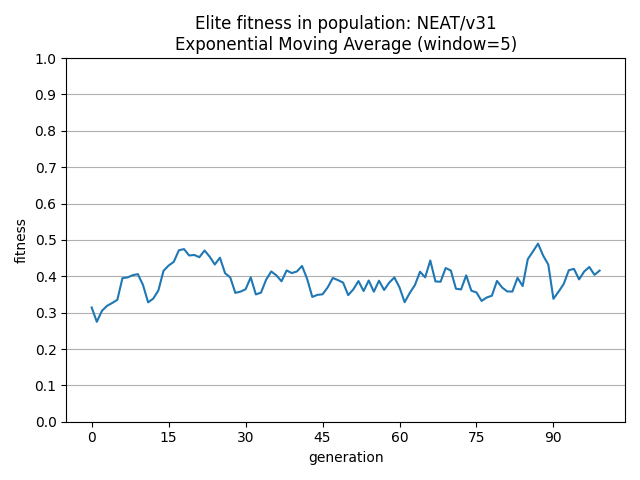 Elite fitness in population: NEAT/v31
Exponential Moving Average (window=5)
1.0
0.9
0.8
0.7
0.6
0.5
0.4
0.3
0.2
0.1
0.0
fitness
0 15 30 45 60 75 90
generation